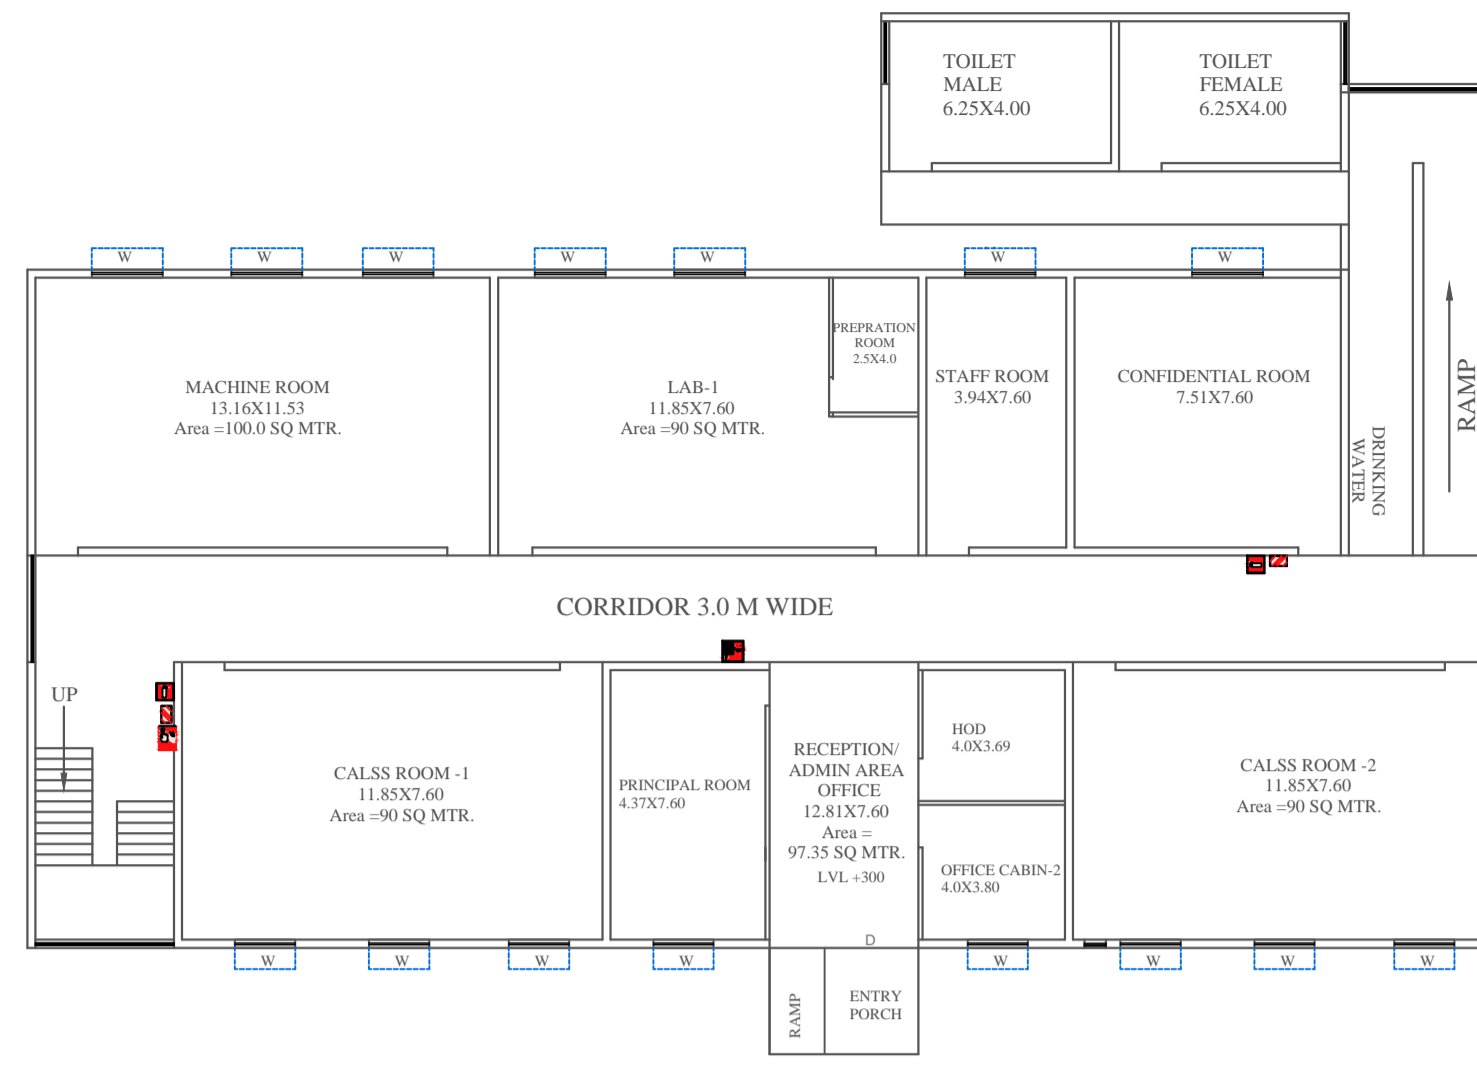 TOILET
MALE
6.25X4.00
TOILET
FEMALE
6.25X4.00
W
W
W
W
W
W
W
MACHINE ROOM
13.16X11.53
Area =100.0 SQ MTR.
LAB-1
11.85X7.60
Area =90 SQ MTR.
PREPRATION
ROOM
2.5X4.0
STAFF ROOM
3.94X7.60
CONFIDENTIAL ROOM
7.51X7.60
DRINKING
WATER
RAMP
CORRIDOR 3.0 M WIDE
UP
CALSS ROOM -1
11.85X7.60
Area =90 SQ MTR.
PRINCIPAL ROOM
4.37X7.60
RECEPTION/
ADMIN AREA
OFFICE
12.81X7.60
Area =
97.35 SQ MTR.
LVL +300
HOD
4.0X3.69
OFFICE CABIN-2
4.0X3.80
CALSS ROOM -2
11.85X7.60
Area =90 SQ MTR.
D
W
W
W
W
W
W
W
W
RAMP
ENTRY
PORCH